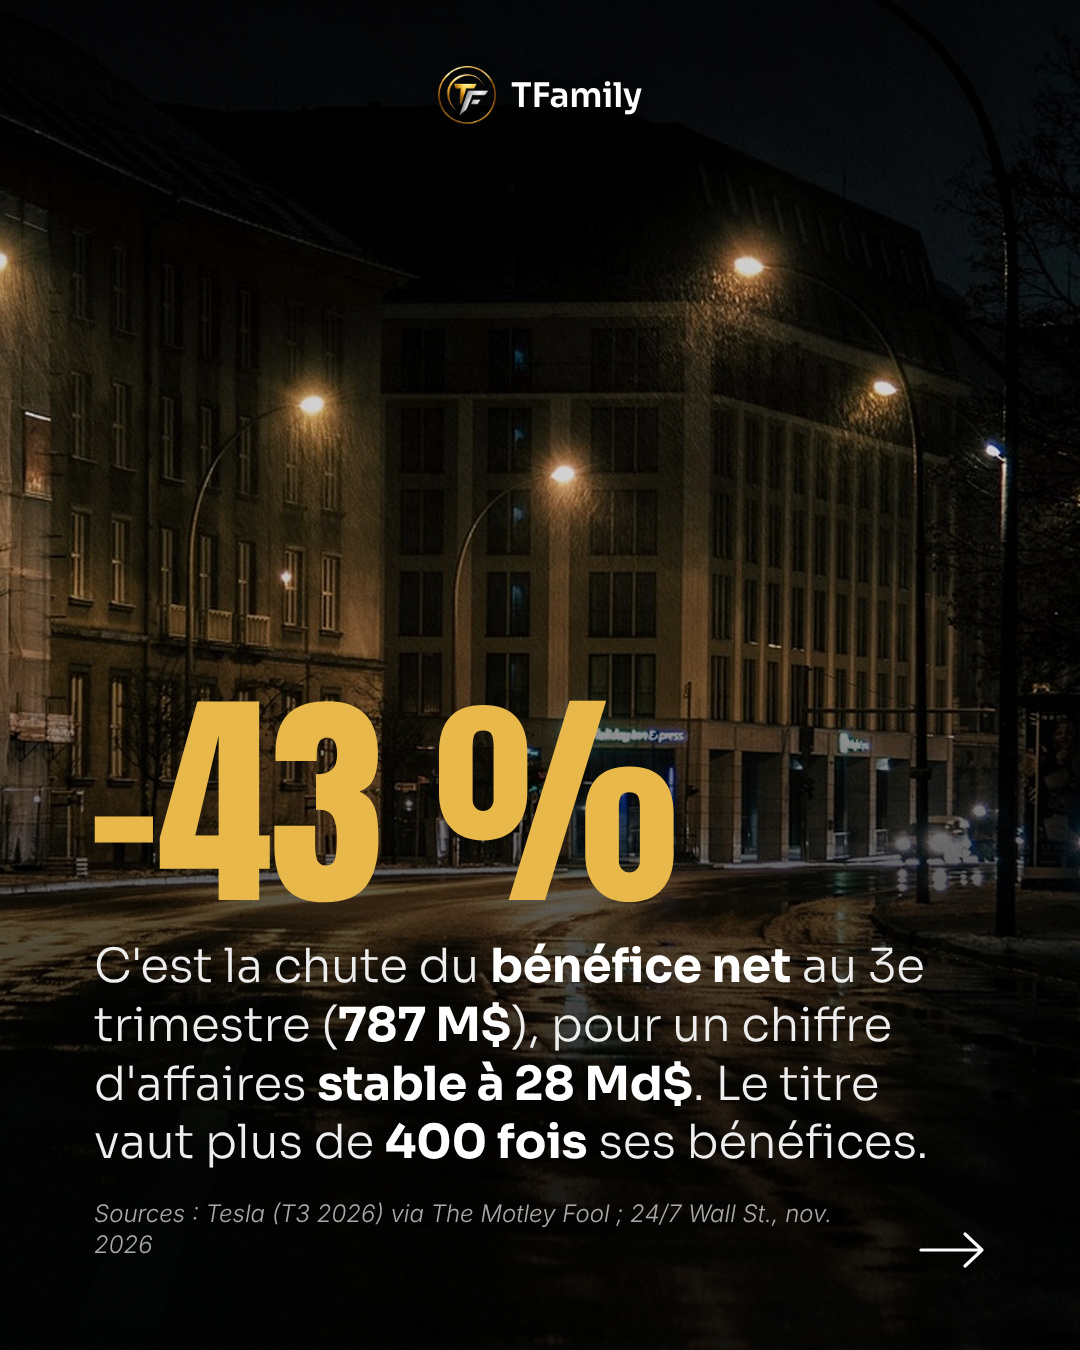 TFamily
-43 %
C'est la chute du bénéfice net au 3e
trimestre (787 M$), pour un chiffre
d'affaires stable à 28 Md$. Le titre
vaut plus de 400 fois ses bénéfices.
Sources : Tesla (T3 2026) via The Motley Fool ; 24/7 Wall St., nov.
2026